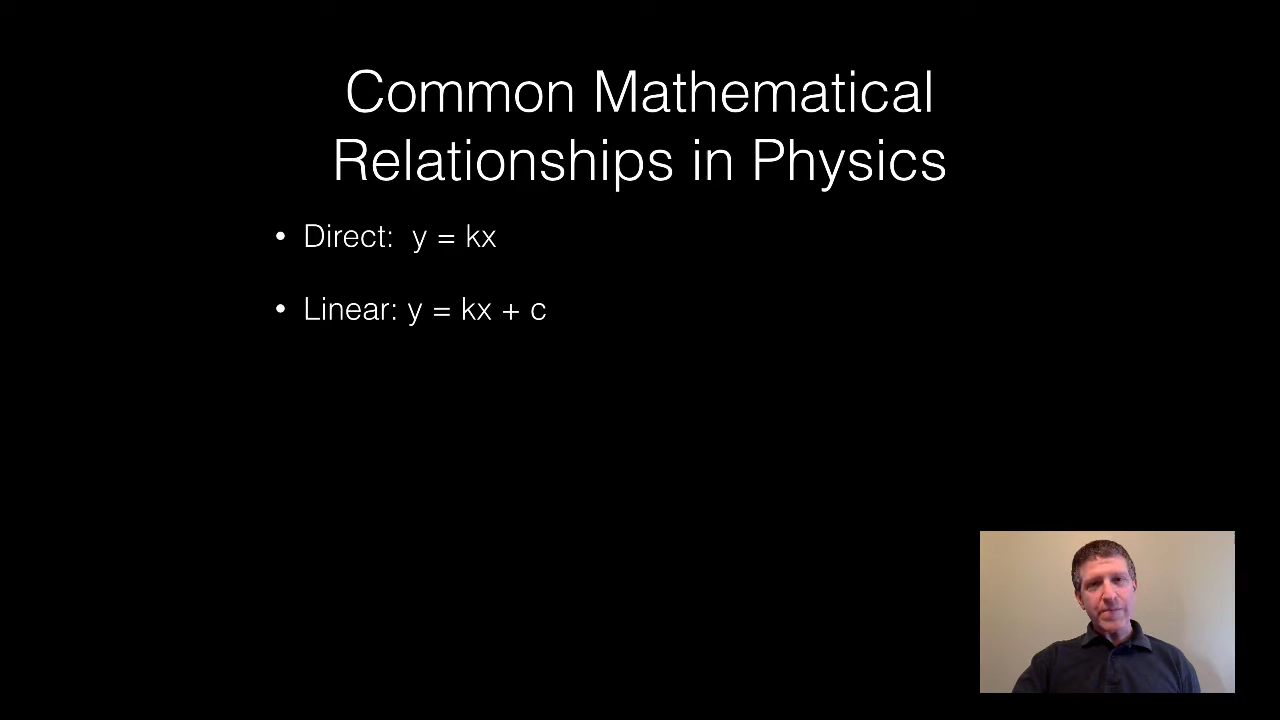 Common Mathematical
Relationships in Physics
• Direct:  y = kx
• Linear: y = kx + c